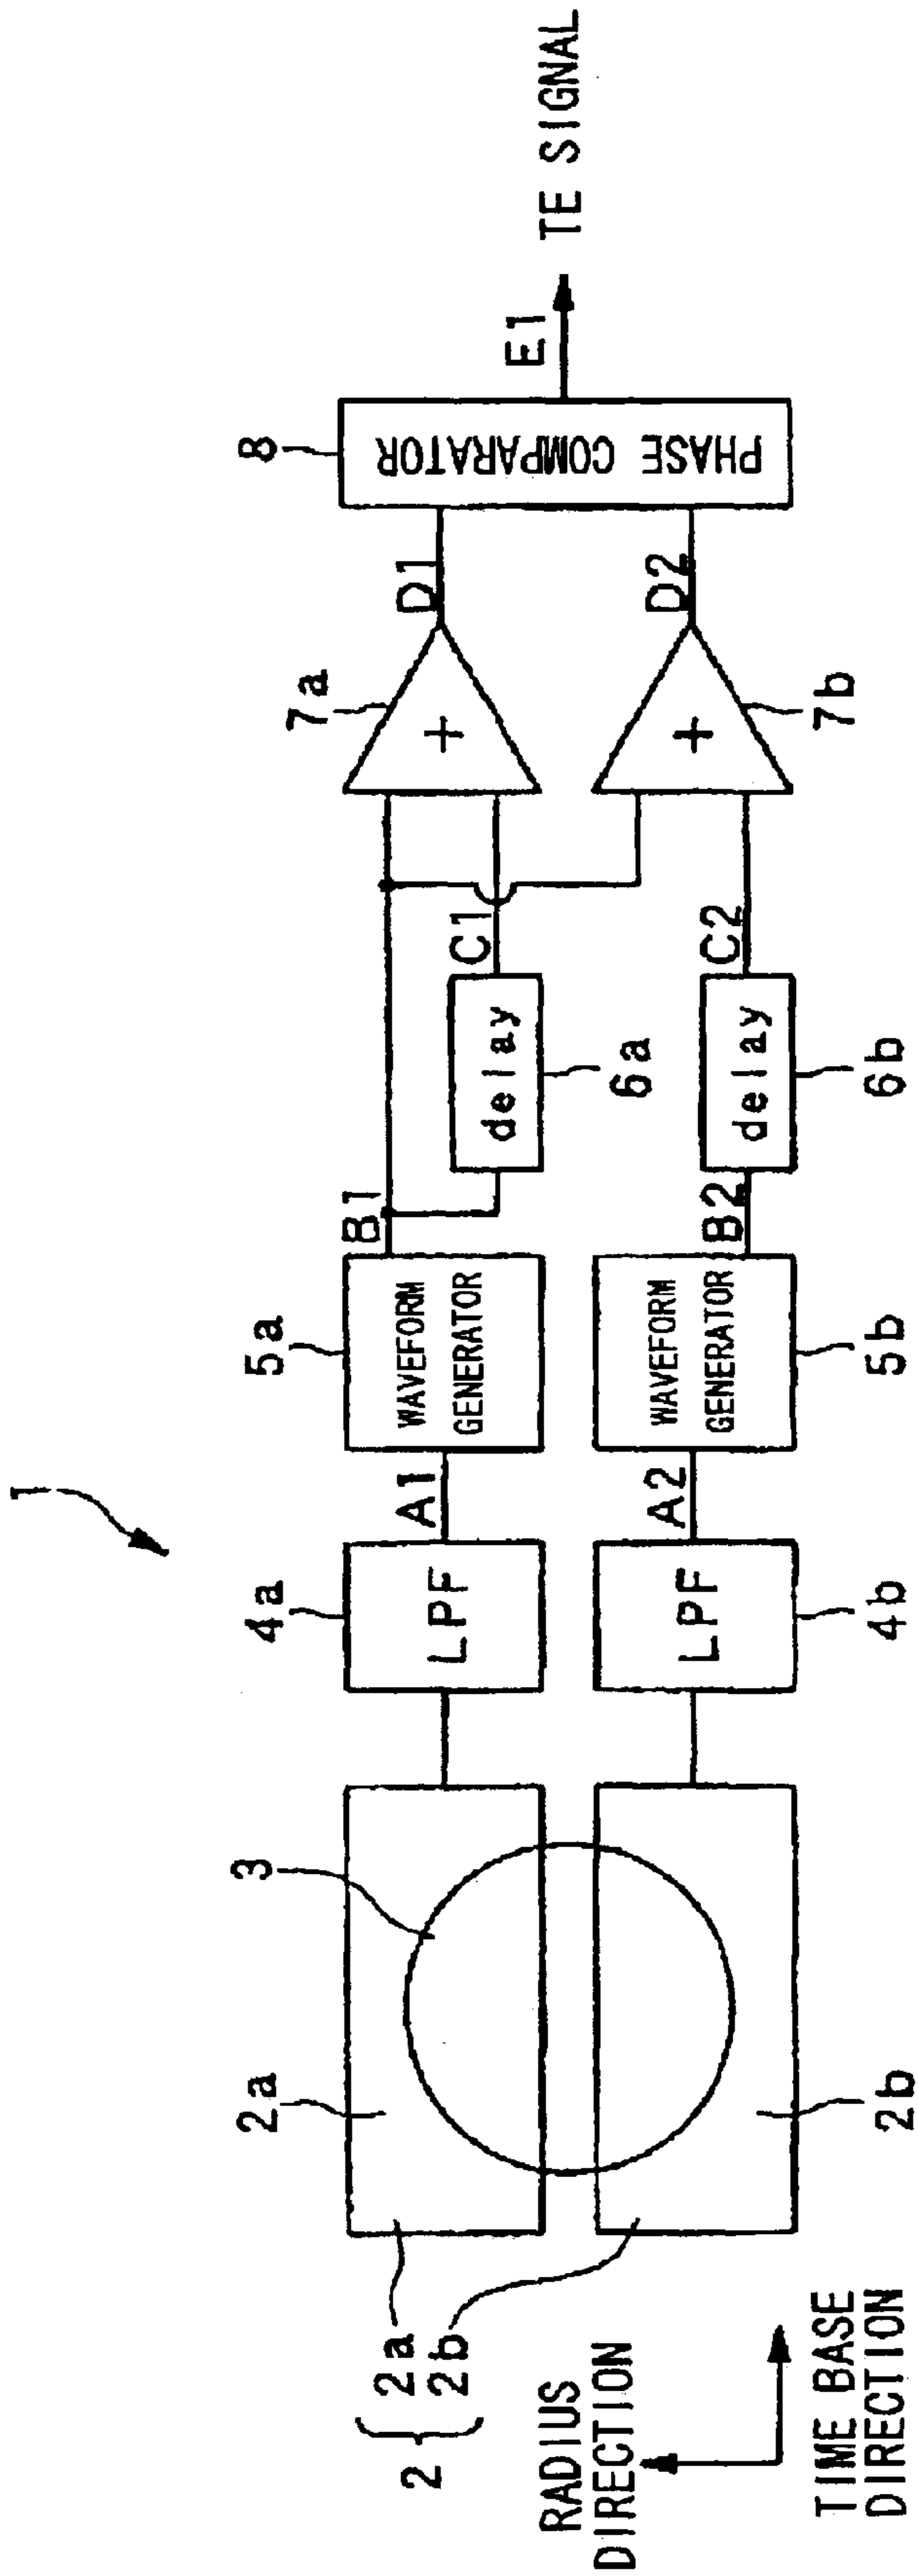 1
2a
3
4a
5a
7a
8
LPF
A1
WAVEFORM
GENERATOR
B1
delay
C1
6a
+
D1
PHASE COMPARATOR
E1
TE SIGNAL
2
2a
2b
2b
LPF
4b
A2
WAVEFORM
GENERATOR
5b
B2
delay
C2
6b
+
7b
D2
RADIUS
DIRECTION
TIME BASE
DIRECTION